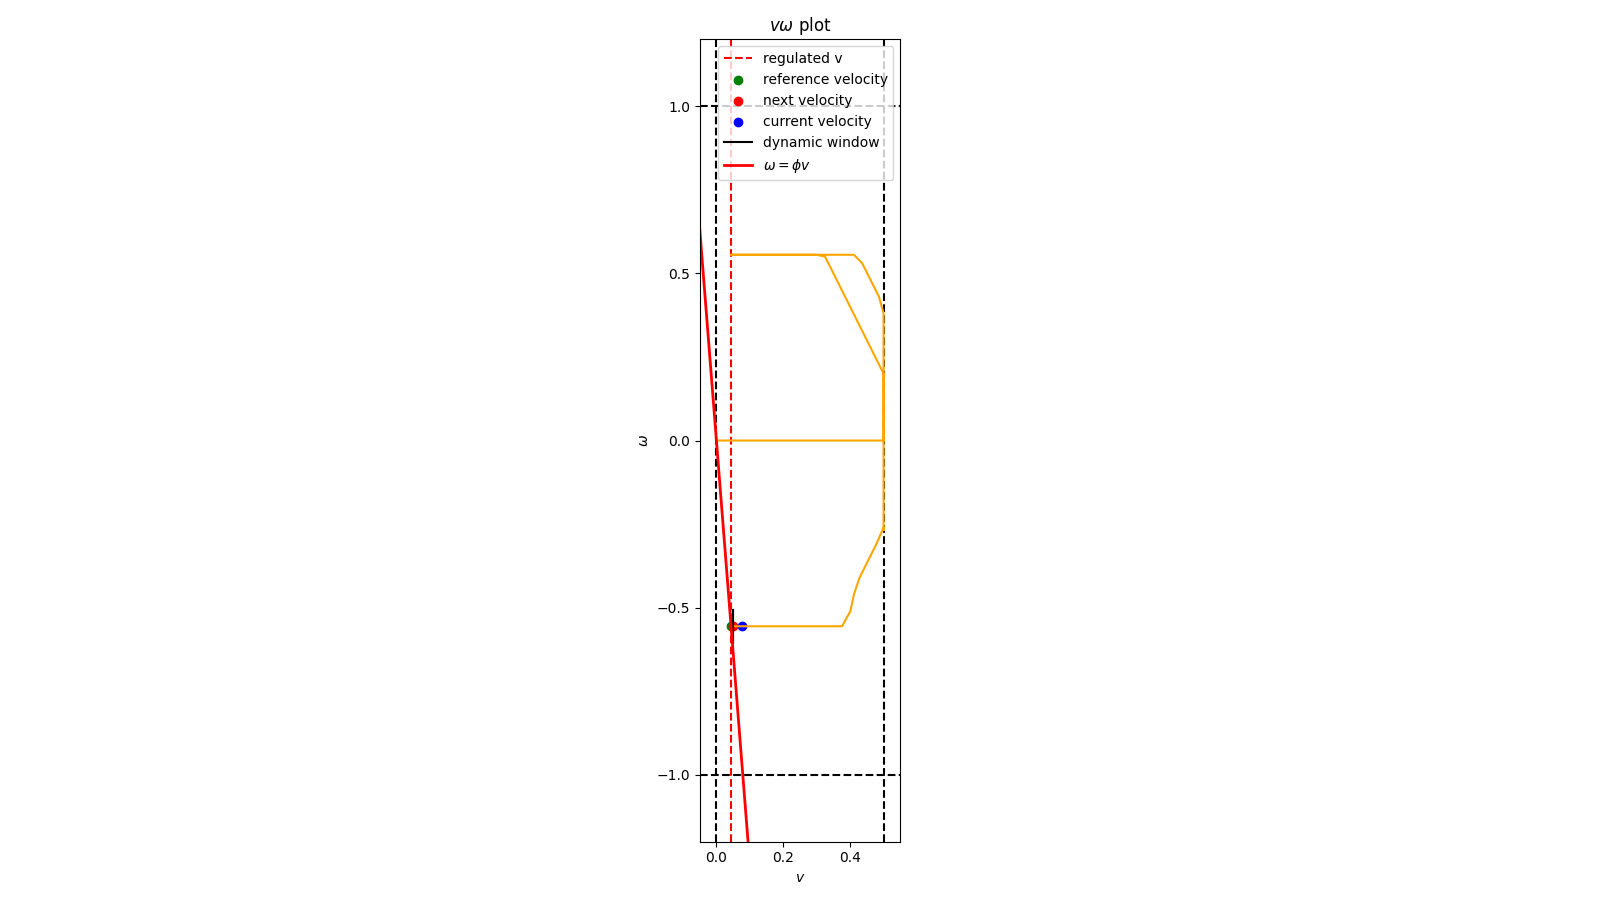 vω plot
regulated v
reference velocity
next velocity
current velocity
dynamic window
ω = ϕv
1.0
0.5
0.0
−0.5
−1.0
ω
0.0 0.2 0.4
v